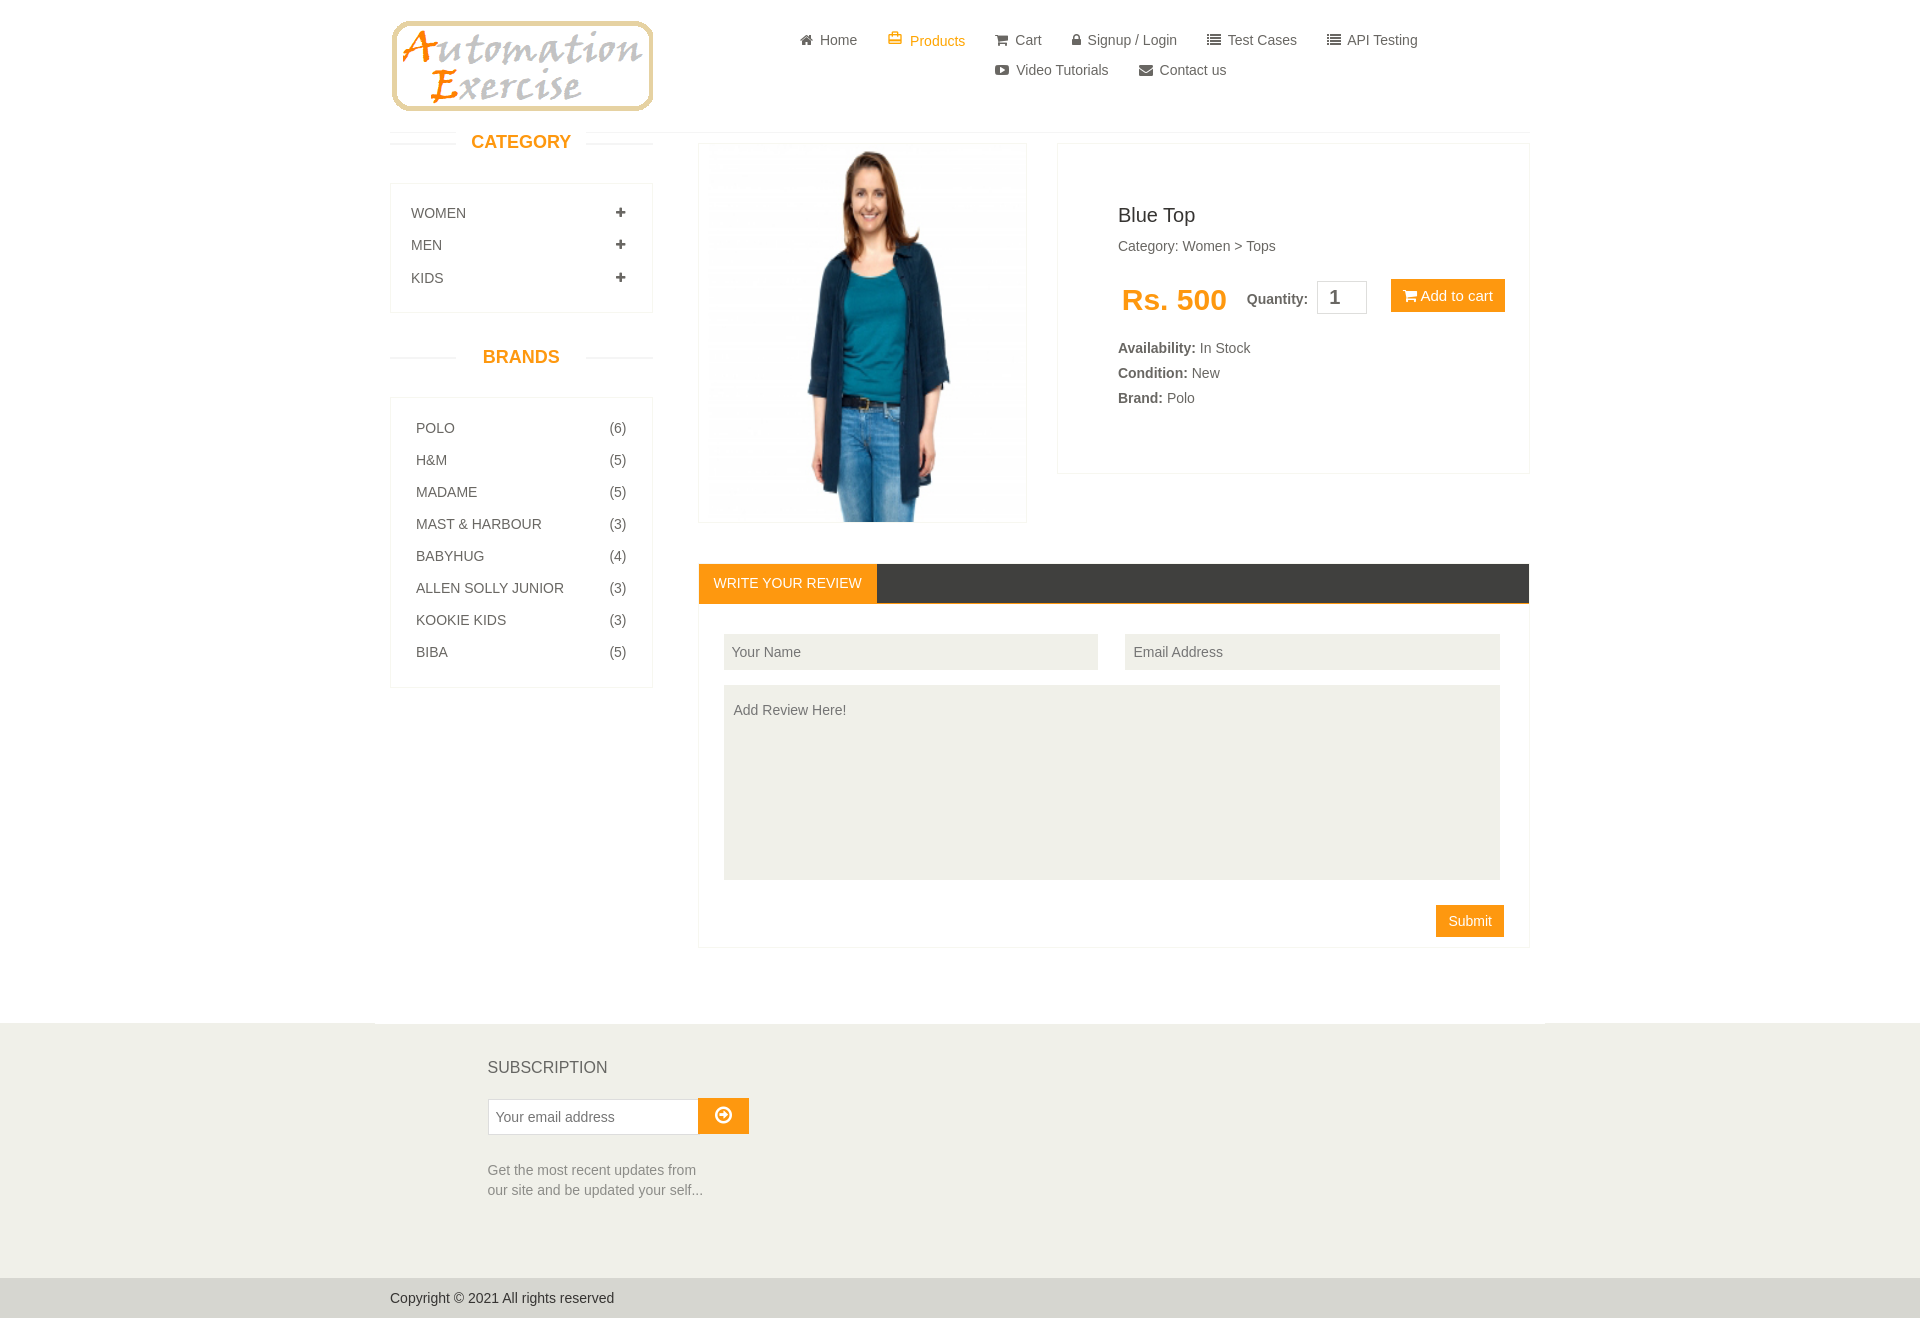 Automation
Exercise
Home
Products
Cart
Signup / Login
Test Cases
API Testing
Video Tutorials
Contact us
CATEGORY
WOMEN
MEN
KIDS
BRANDS
POLO (6)
H&M (5)
MADAME (5)
MAST & HARBOUR (3)
BABYHUG (4)
ALLEN SOLLY JUNIOR (3)
KOOKIE KIDS (3)
BIBA (5)
Blue Top
Category: Women > Tops
Rs. 500 Quantity: 1 Add to cart
Availability: In Stock
Condition: New
Brand: Polo
WRITE YOUR REVIEW
Your Name
Email Address
Add Review Here!
Submit
SUBSCRIPTION
Your email address
Get the most recent updates from
our site and be updated your self...
Copyright © 2021 All rights reserved